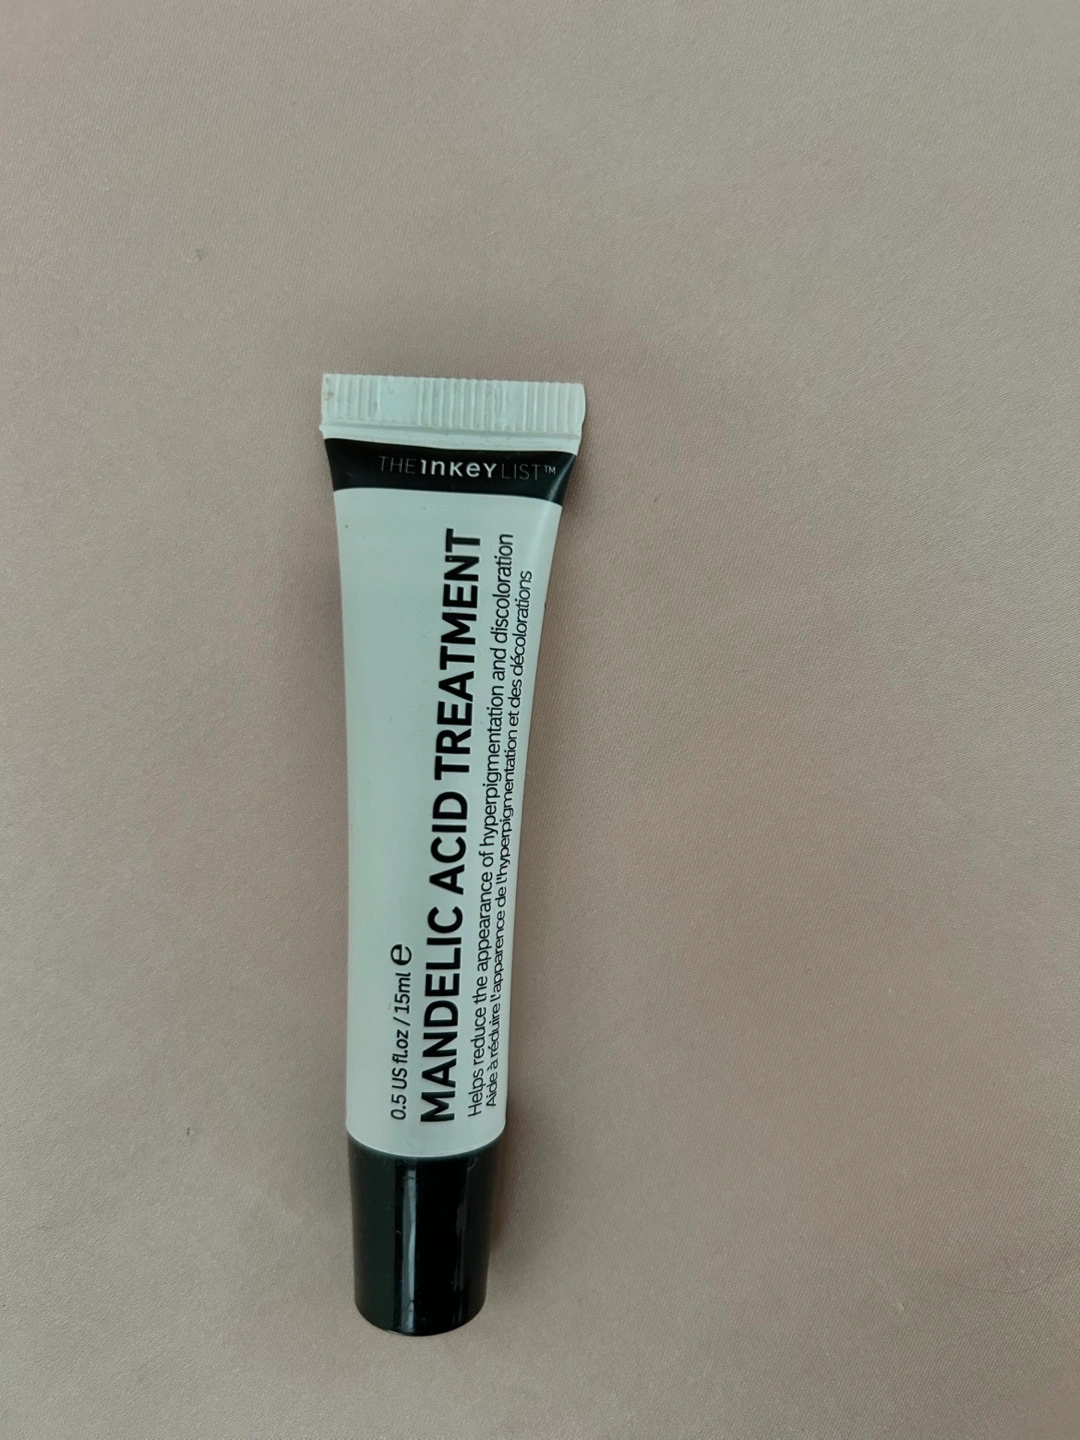 THE INKEY LIST™
0.5 US fl.oz / 15ml ℮
MANDELIC ACID TREATMENT
Helps reduce the appearance of hyperpigmentation and discoloration
Aide à réduire l'apparence de l'hyperpigmentation et des décolorations